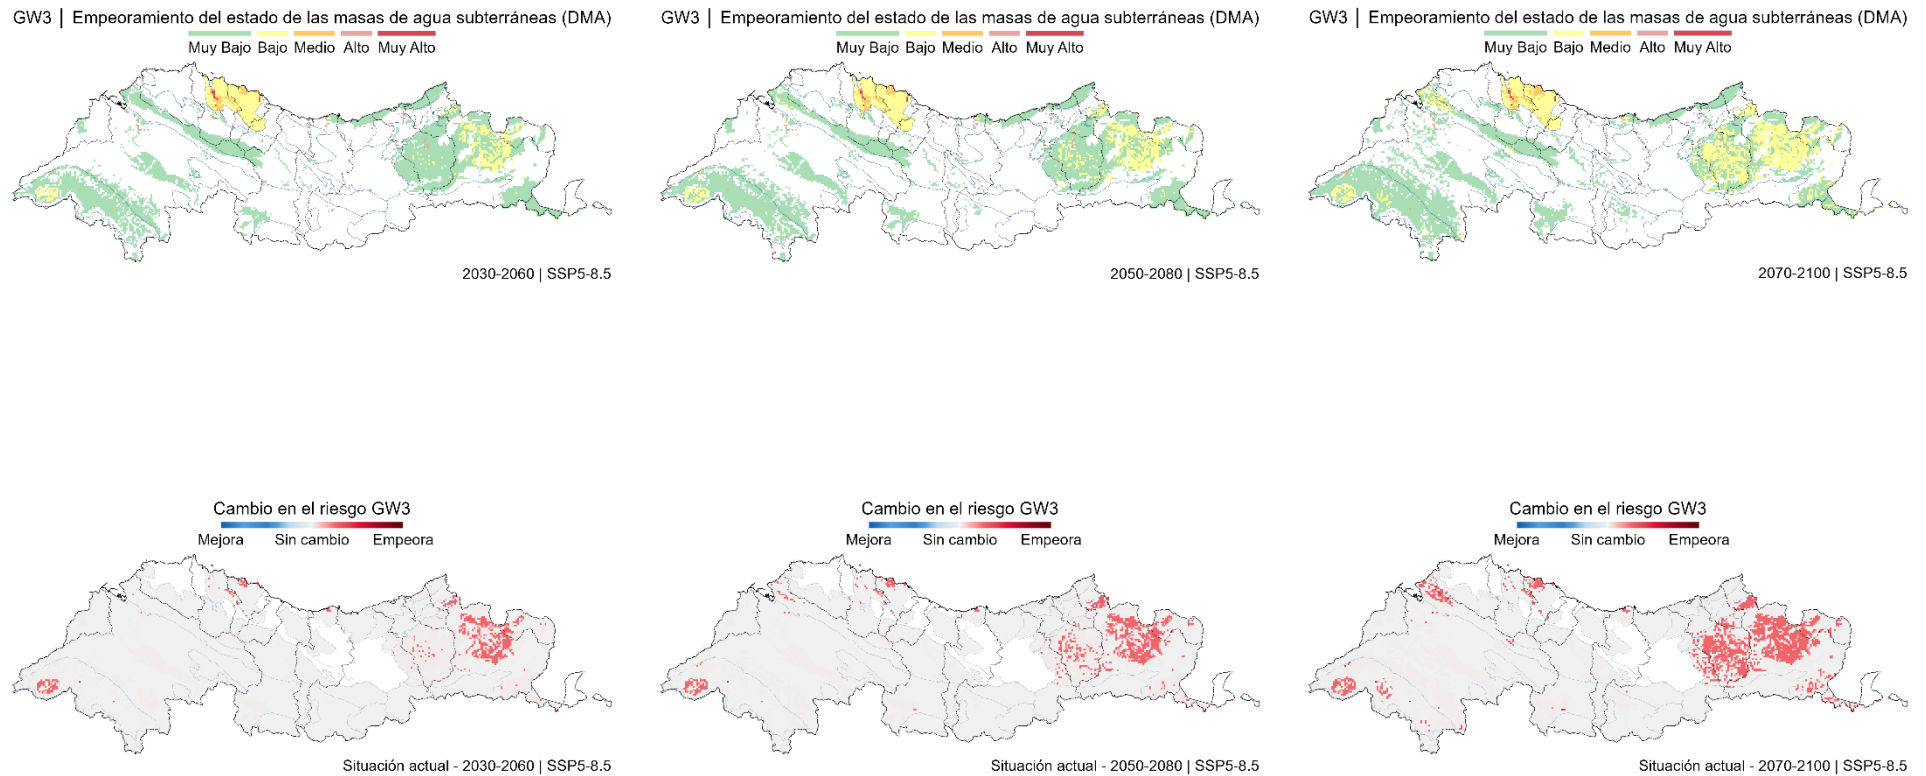 GW3 | Empeoramiento del estado de las masas de agua subterráneas (DMA)
Muy Bajo Bajo Medio Alto Muy Alto
2030-2060 | SSP5-8.5
GW3 | Empeoramiento del estado de las masas de agua subterráneas (DMA)
Muy Bajo Bajo Medio Alto Muy Alto
2050-2080 | SSP5-8.5
GW3 | Empeoramiento del estado de las masas de agua subterráneas (DMA)
Muy Bajo Bajo Medio Alto Muy Alto
2070-2100 | SSP5-8.5
Cambio en el riesgo GW3
Mejora Sin cambio Empeora
Situación actual - 2030-2060 | SSP5-8.5
Cambio en el riesgo GW3
Mejora Sin cambio Empeora
Situación actual - 2050-2080 | SSP5-8.5
Cambio en el riesgo GW3
Mejora Sin cambio Empeora
Situación actual - 2070-2100 | SSP5-8.5